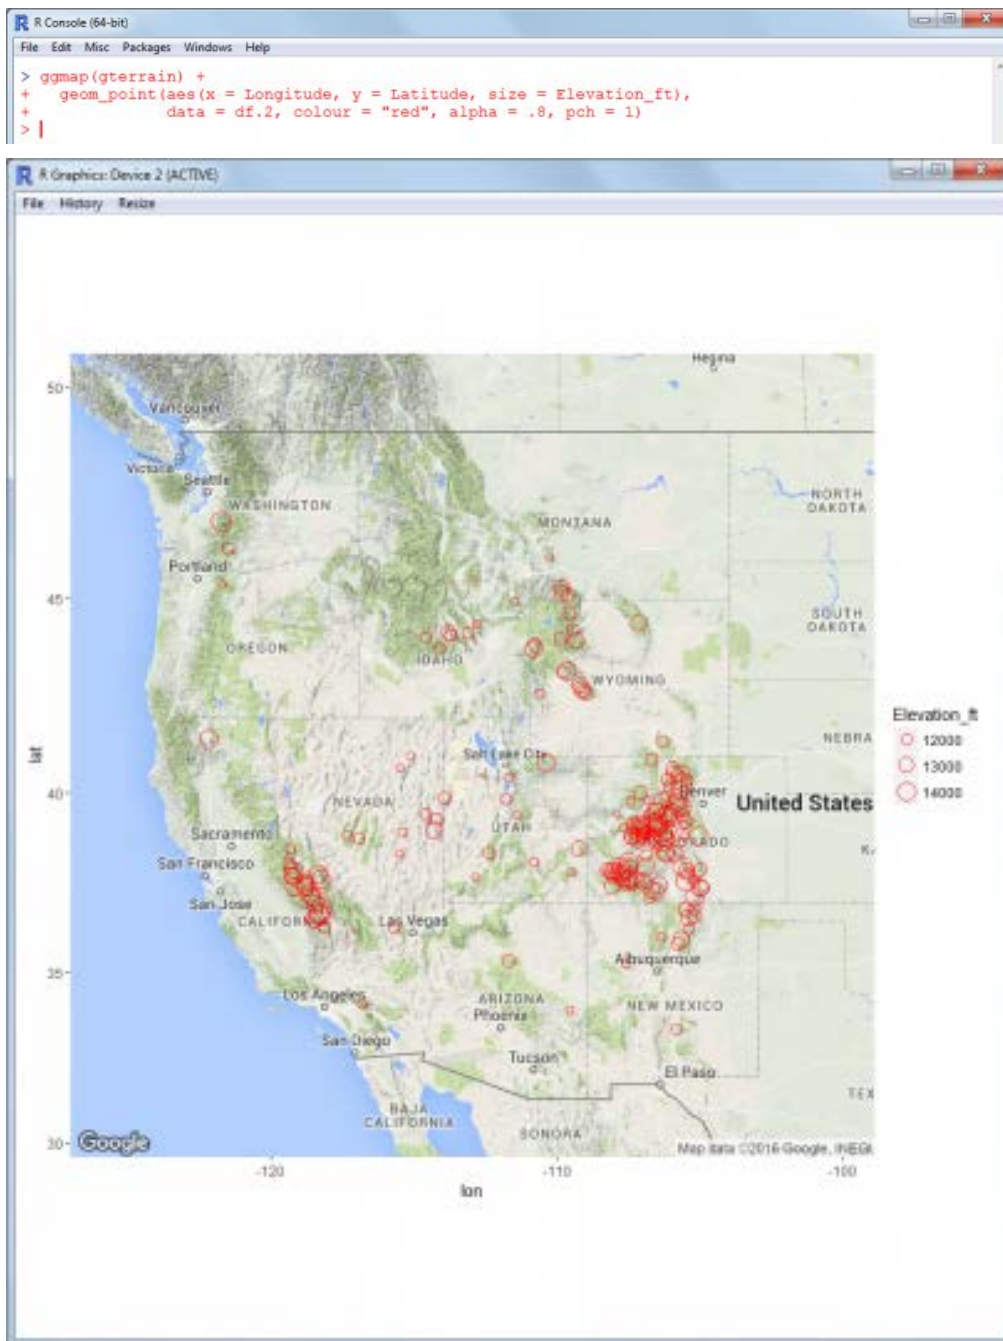 R Console (64-bit)
File Edit Misc Packages Windows Help
> ggmap(gterrain) +
+ geom_point(aes(x = Longitude, y = Latitude, size = Elevation_ft),
+ data = df.2, colour = "red", alpha = .8, pch = 1)
> |
R Graphics: Device 2 (ACTIVE)
File History Resize
Regina
50
Vancouver
Victoria
Seattle
WASHINGTON
NORTH
DAKOTA
MONTANA
Portland
45
SOUTH
DAKOTA
OREGON
IDAHO
WYOMING
Elevation_ft
12000
13000
14000
NEBRA
lat
Salt Lake City
40
NEVADA
Denver
United States
UTAH
ORADO
Sacramento
San Francisco
San Jose
CALIFORN
Las Vegas
Albuquerque
35
Los Angeles
ARIZONA
Phoenix
NEW MEXICO
San Diego
Tucson
El Paso
TEX
BAJA
CALIFORNIA
SONORA
30
Google
Map data ©2016 Google, INEGI
-120
-110
-100
lon